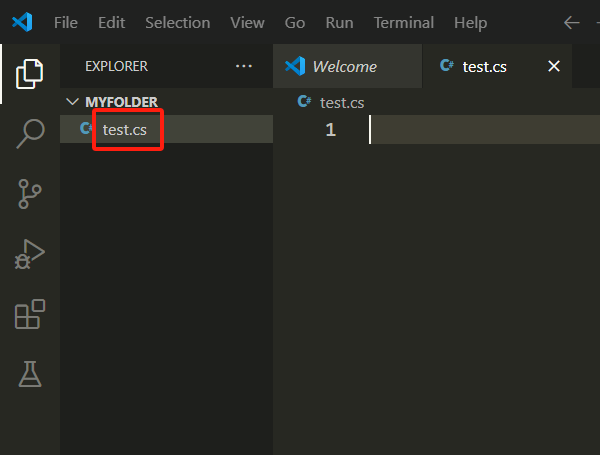 File Edit Selection View Go Run Terminal Help
EXPLORER ··· Welcome C# test.cs
MYFOLDER C# test.cs
C# test.cs 1